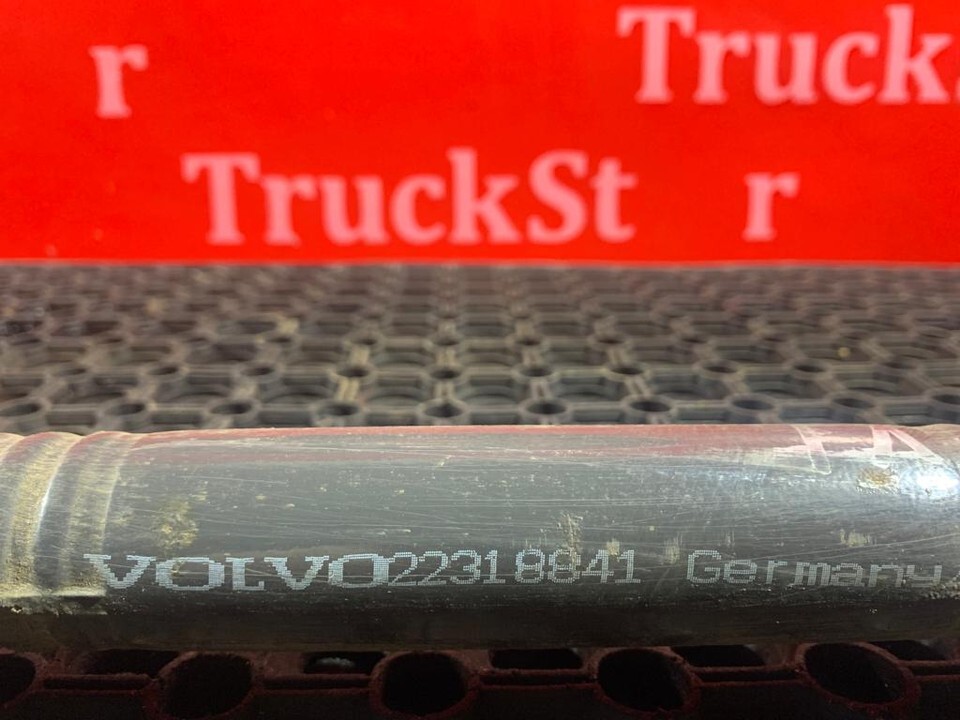 r Truck
TruckSt r
VOLVO22318841 Germany